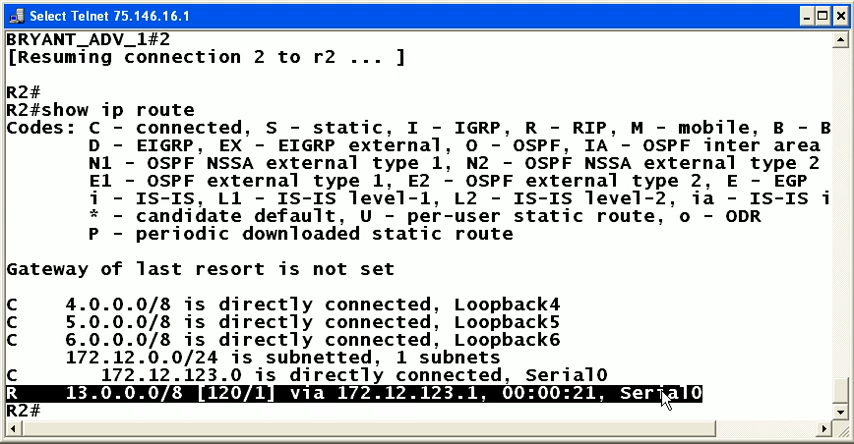 Select Telnet 75.146.16.1
BRYANT_ADV_1#2
[Resuming connection 2 to r2 ... ]
R2#
R2#show ip route
Codes: C - connected, S - static, I - IGRP, R - RIP, M - mobile, B - B
D - EIGRP, EX - EIGRP external, O - OSPF, IA - OSPF inter area
N1 - OSPF NSSA external type 1, N2 - OSPF NSSA external type 2
E1 - OSPF external type 1, E2 - OSPF external type 2, E - EGP
i - IS-IS, L1 - IS-IS level-1, L2 - IS-IS level-2, ia - IS-IS i
* - candidate default, U - per-user static route, o - ODR
P - periodic downloaded static route
Gateway of last resort is not set
C 4.0.0.0/8 is directly connected, Loopback4
C 5.0.0.0/8 is directly connected, Loopback5
C 6.0.0.0/8 is directly connected, Loopback6
172.12.0.0/24 is subnetted, 1 subnets
C 172.12.123.0 is directly connected, Serial0
R 13.0.0.0/8 [120/1] via 172.12.123.1, 00:00:21, Serial0
R2#